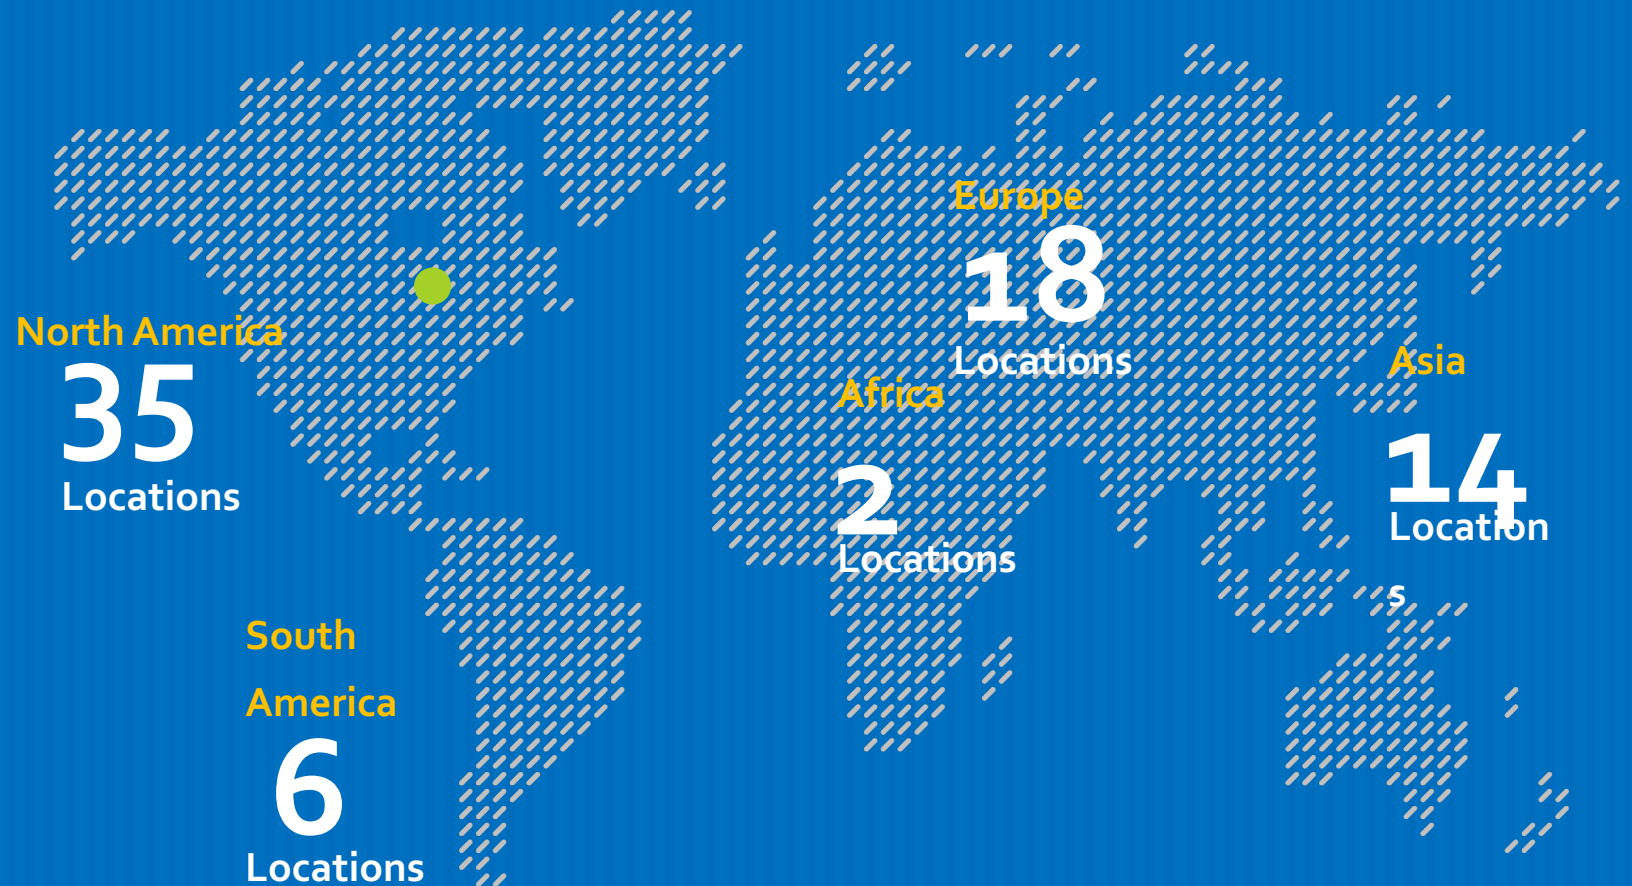 North America
35
Locations
South
America
6
Locations
Europe
18
Locations
Africa
2
Locations
Asia
14
Location
s